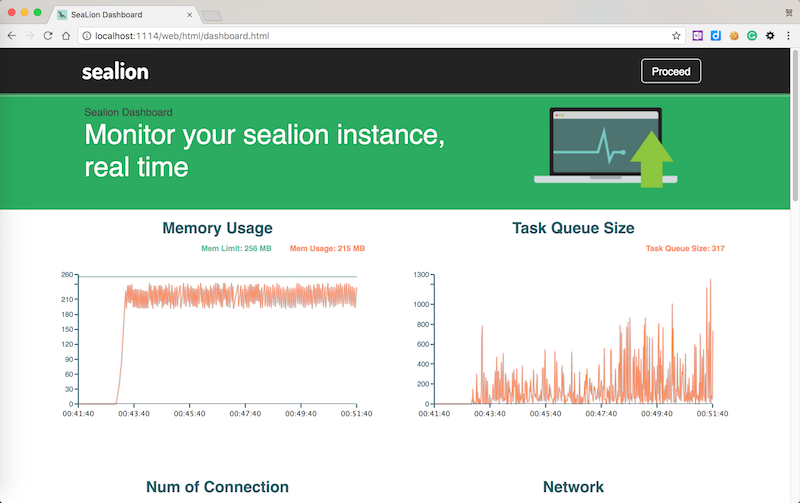 SeaLion Dashboard
localhost:1114/web/html/dashboard.html
sealion
Proceed
Sealion Dashboard
Monitor your sealion instance,
real time
Memory Usage
Mem Limit: 256 MB Mem Usage: 215 MB
260
210
180
150
120
90
60
30
0
00:41:40 00:43:40 00:45:40 00:47:40 00:49:40 00:51:40
Task Queue Size
Task Queue Size: 317
1300
1000
800
600
400
200
0
00:41:40 00:43:40 00:45:40 00:47:40 00:49:40 00:51:40
Num of Connection
Network